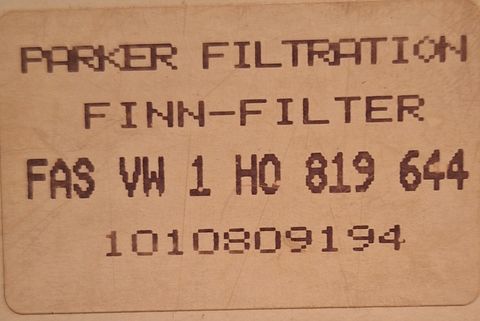 PARKER FILTRATION
FINN-FILTER
FAS VW 1 HO 819 644
1010809194